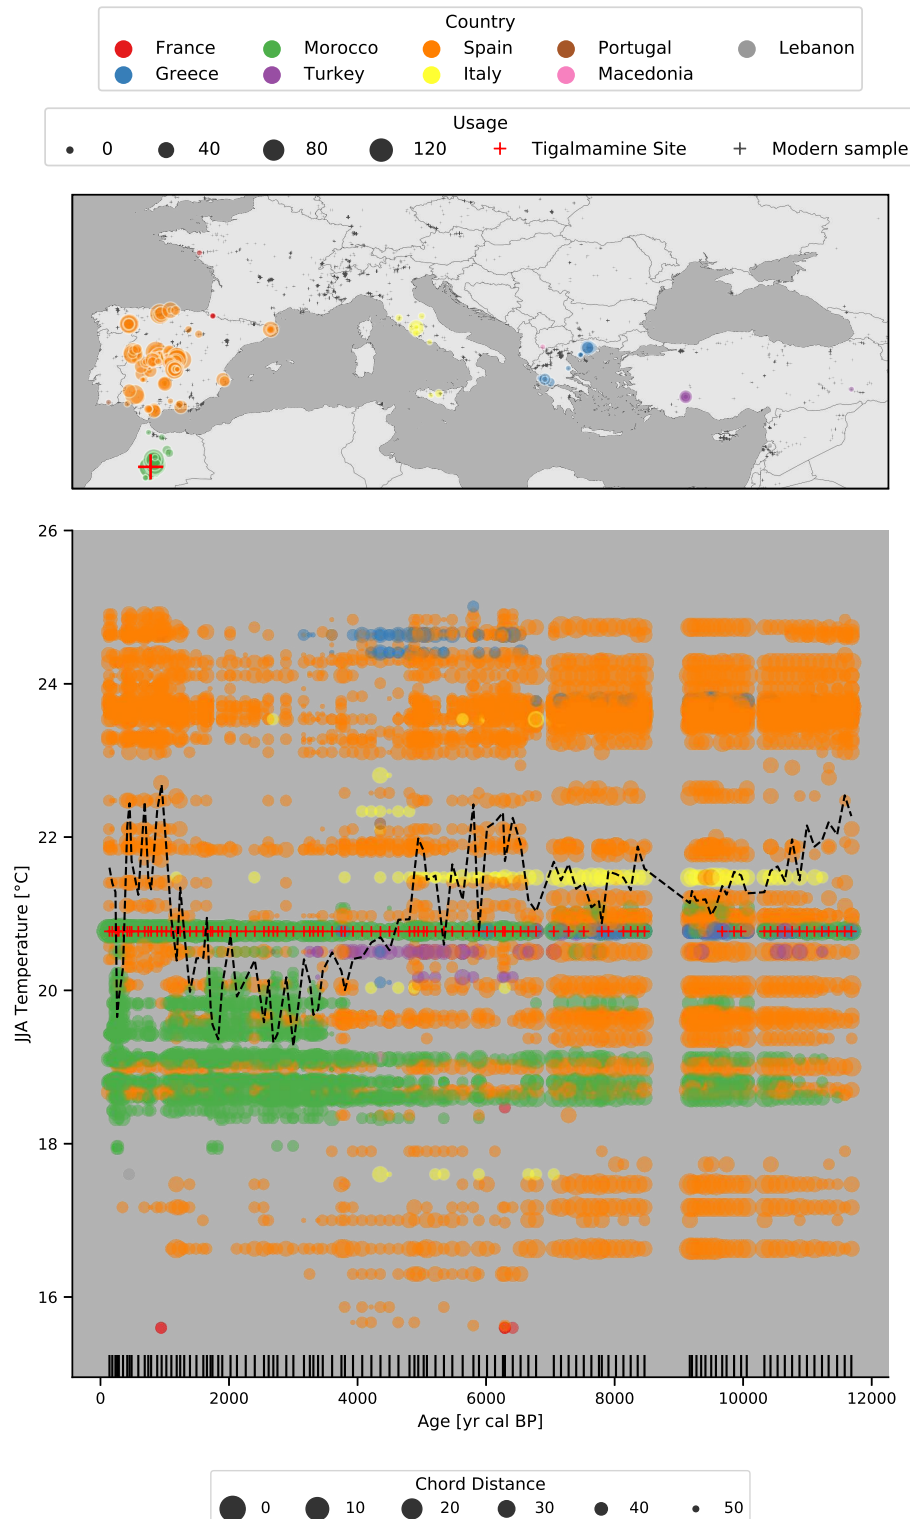 Country
France Morocco Spain Portugal Lebanon
Greece Turkey Italy Macedonia
Usage
0 40 80 120 Tigalmamine Site Modern sample
26
24
22
20
18
16
JJA Temperature [°C]
0 2000 4000 6000 8000 10000 12000
Age [yr cal BP]
Chord Distance
0 10 20 30 40 50